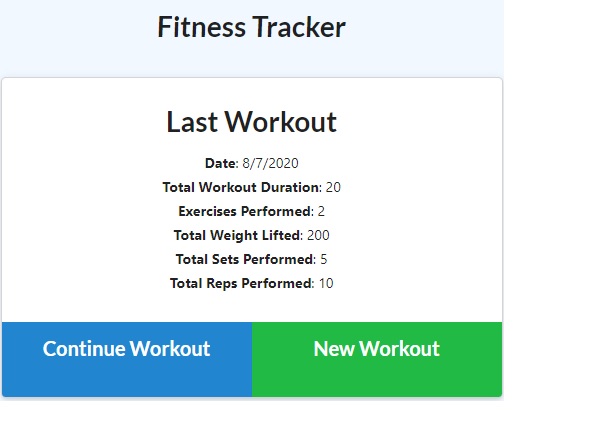 Fitness Tracker
Last Workout
Date: 8/7/2020
Total Workout Duration: 20
Exercises Performed: 2
Total Weight Lifted: 200
Total Sets Performed: 5
Total Reps Performed: 10
Continue Workout
New Workout